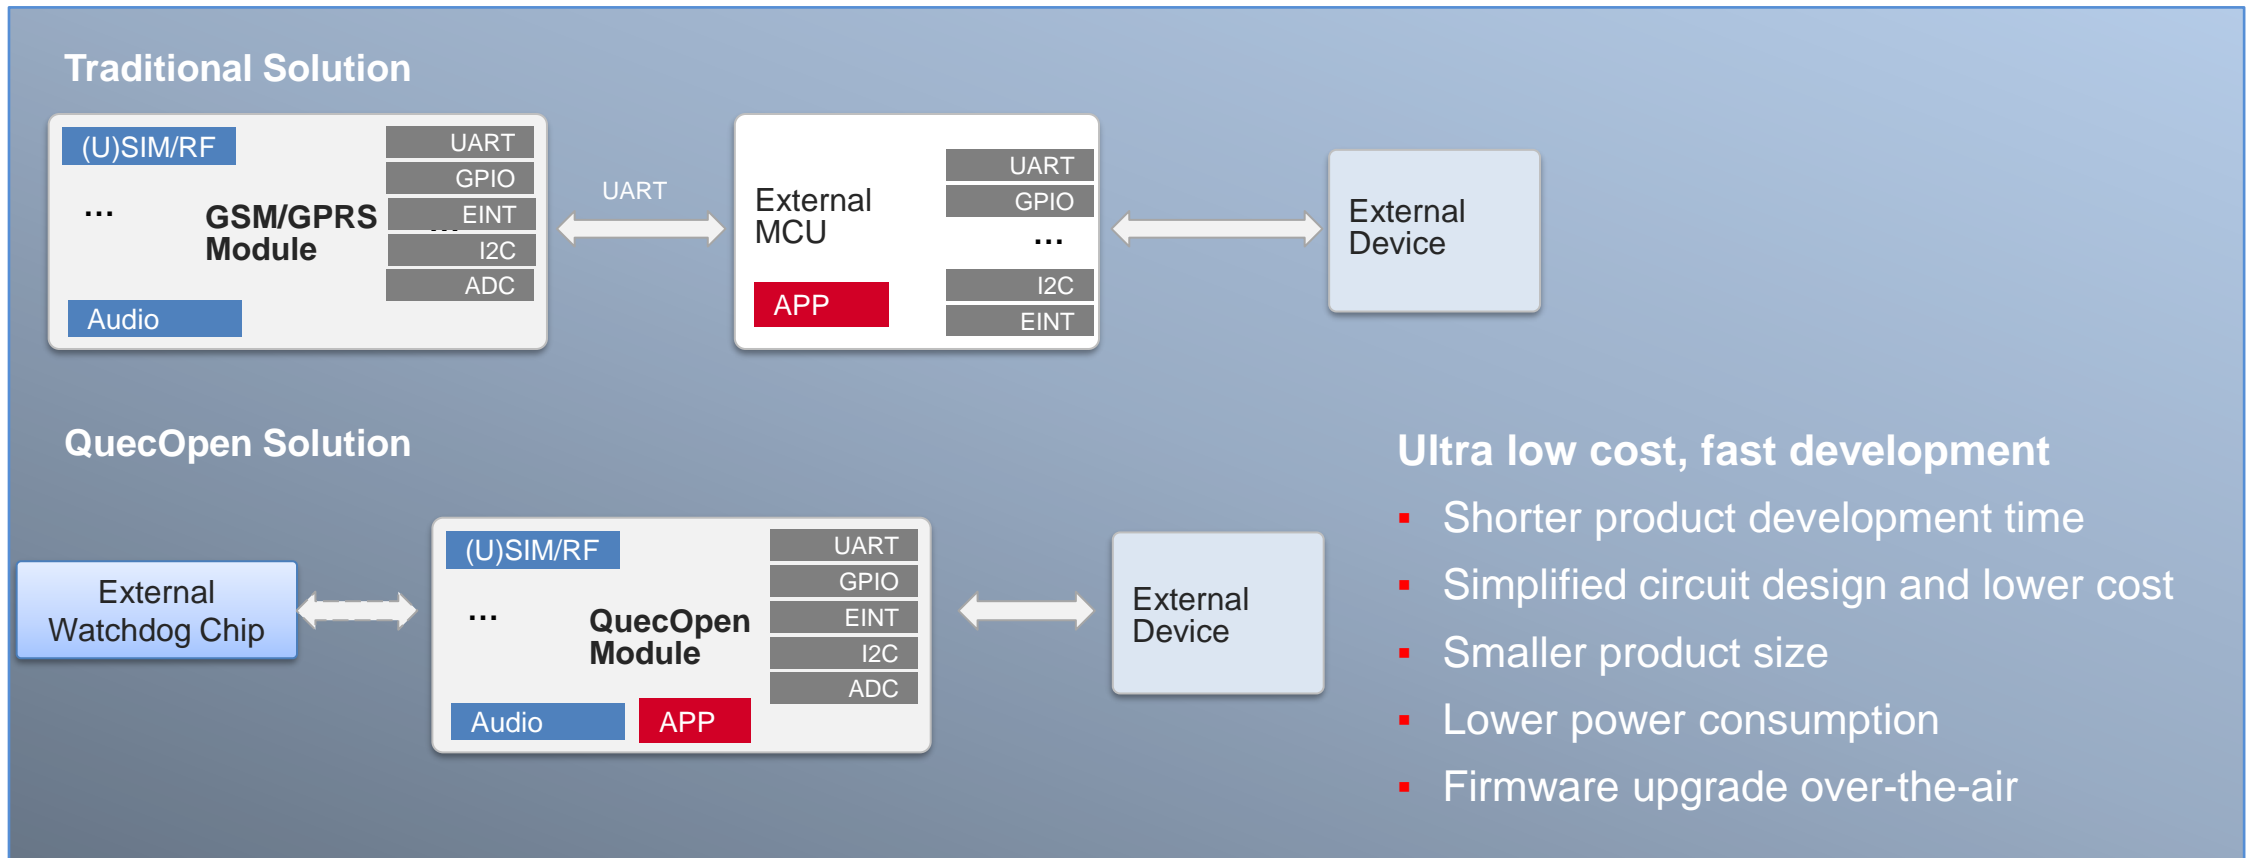 Traditional Solution
(U)SIM/RF
...
GSM/GPRS
Module
Audio
UART
GPIO
EINT
...
I2C
ADC
UART
External
MCU
APP
UART
GPIO
...
I2C
EINT
External
Device
QuecOpen Solution
External
Watchdog Chip
(U)SIM/RF
...
QuecOpen
Module
Audio
APP
UART
GPIO
EINT
I2C
ADC
External
Device
Ultra low cost, fast development
▪ Shorter product development time
▪ Simplified circuit design and lower cost
▪ Smaller product size
▪ Lower power consumption
▪ Firmware upgrade over-the-air